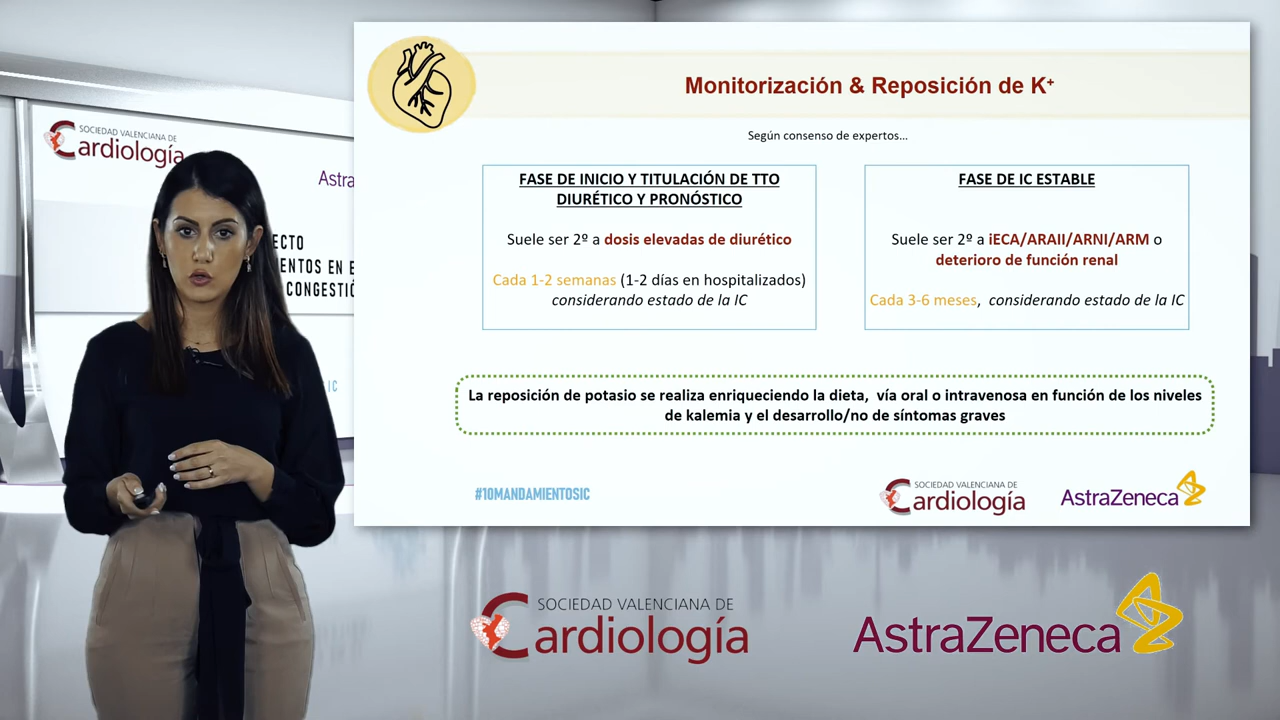 Monitorización & Reposición de K+
Según consenso de expertos...
FASE DE INICIO Y TITULACIÓN DE TTO
DIURÉTICO Y PRONÓSTICO
Suele ser 2º a dosis elevadas de diurético
Cada 1-2 semanas (1-2 días en hospitalizados)
considerando estado de la IC
FASE DE IC ESTABLE
Suele ser 2º a iECA/ARAII/ARNI/ARM o
deterioro de función renal
Cada 3-6 meses, considerando estado de la IC
La reposición de potasio se realiza enriqueciendo la dieta, vía oral o intravenosa en función de los niveles
de kalemia y el desarrollo/no de síntomas graves
#10MANDAMIENTOSIC
SOCIEDAD VALENCIANA DE
Cardiología
AstraZeneca
SOCIEDAD VALENCIANA DE
Cardiología
Astra
ECTO
ENTOS EN E
CONGESTIÓ
IC
SOCIEDAD VALENCIANA DE
Cardiología
AstraZeneca